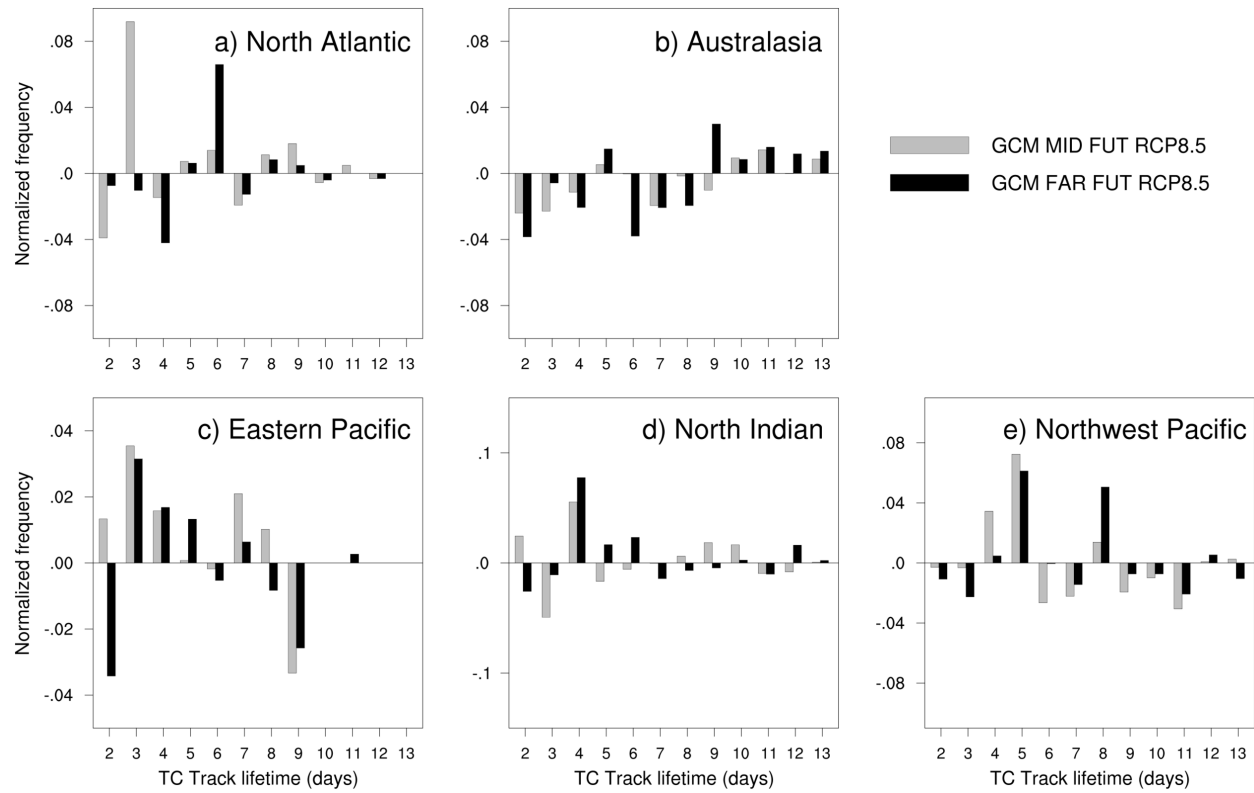 a) North Atlantic
.08
.04
.0
-.04
-.08
Normalized frequency
2 3 4 5 6 7 8 9 10 11 12 13
b) Australasia
.08
.04
.0
-.04
-.08
2 3 4 5 6 7 8 9 10 11 12 13
GCM MID FUT RCP8.5
GCM FAR FUT RCP8.5
c) Eastern Pacific
.04
.02
.00
-.02
-.04
Normalized frequency
2 3 4 5 6 7 8 9 10 11 12 13
TC Track lifetime (days)
d) North Indian
.1
.0
-.1
2 3 4 5 6 7 8 9 10 11 12 13
TC Track lifetime (days)
e) Northwest Pacific
.08
.04
.00
-.04
-.08
2 3 4 5 6 7 8 9 10 11 12 13
TC Track lifetime (days)